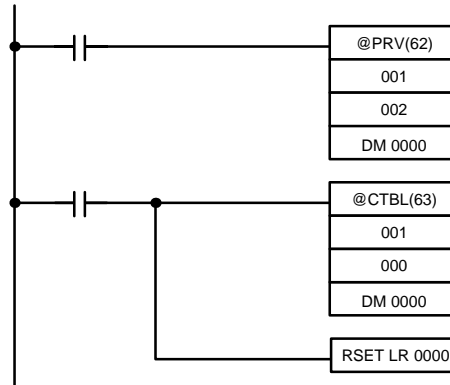 @PRV(62)
001
002
DM 0000
@CTBL(63)
001
000
DM 0000
RSET LR 0000